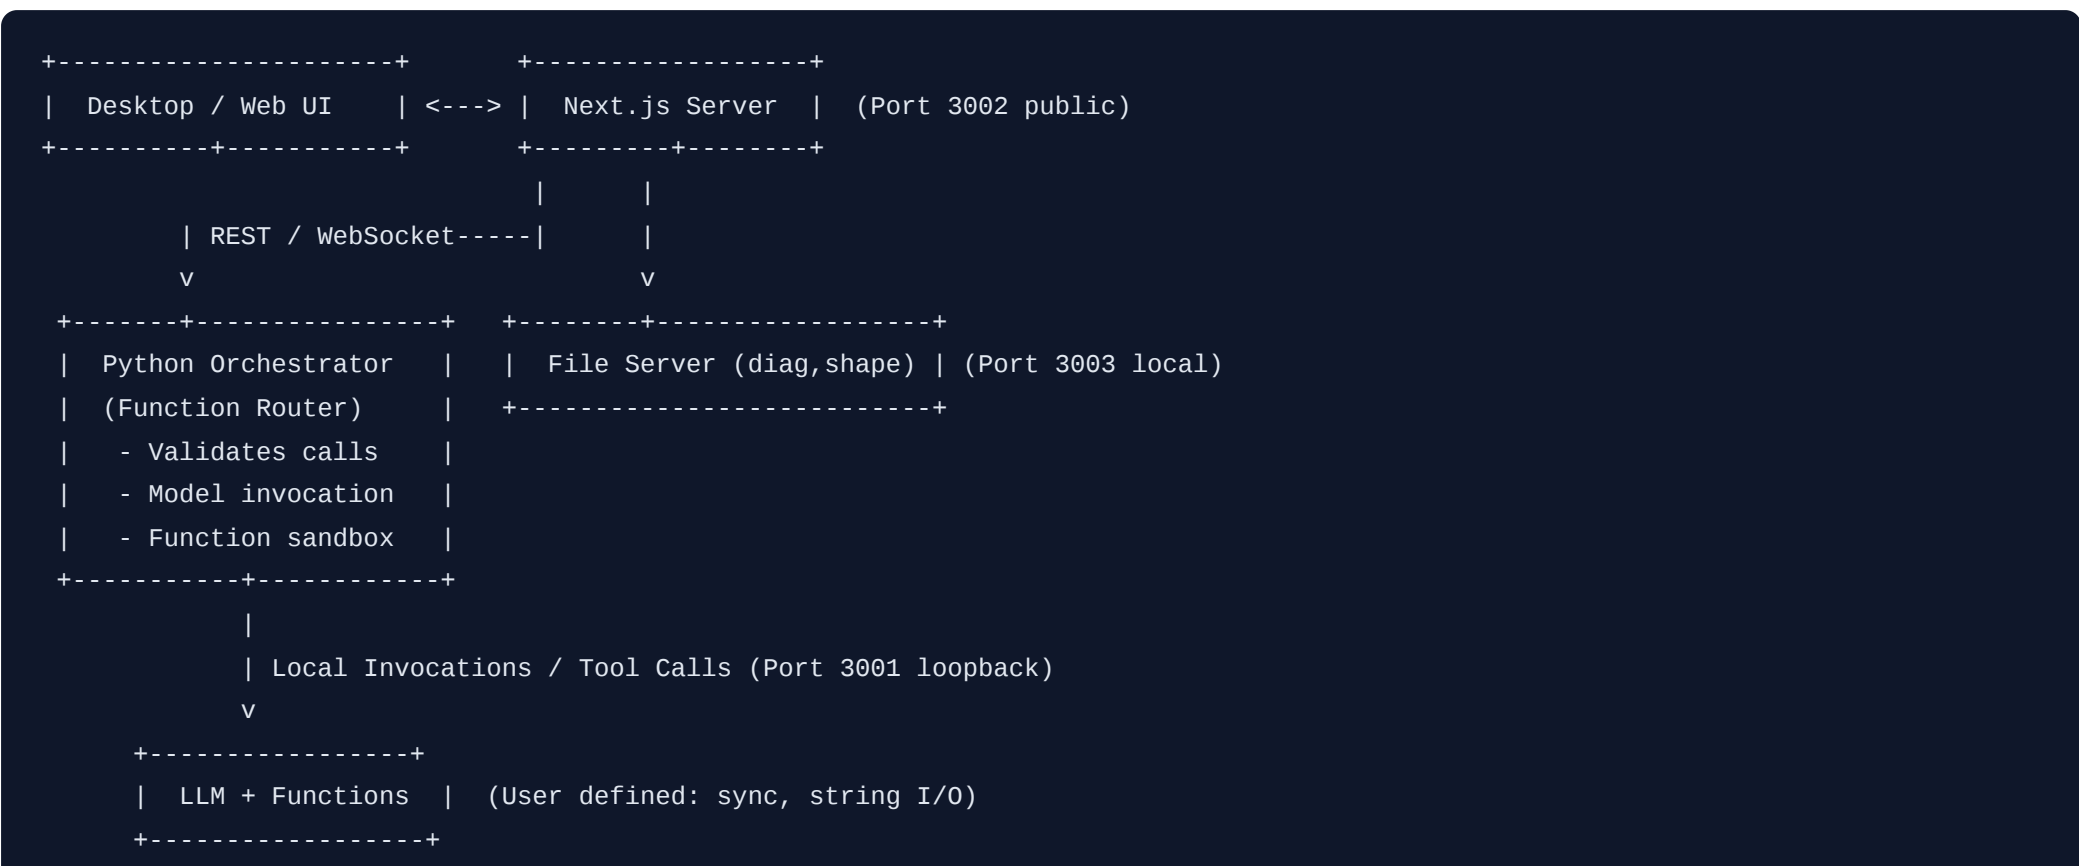 +----------------------+       +------------------+
|  Desktop / Web UI    | <---> |  Next.js Server  |  (Port 3002 public)
+----------+-----------+       +---------+--------+
                                |      |
         | REST / WebSocket-----|      |
         v                             v
 +-------+----------------+   +--------+------------------+
 |  Python Orchestrator   |   |  File Server (diag,shape) | (Port 3003 local)
 |  (Function Router)     |   +---------------------------+
 |   - Validates calls    |
 |   - Model invocation   |
 |   - Function sandbox   |
 +-----------+------------+
             |
             | Local Invocations / Tool Calls (Port 3001 loopback)
             v
      +-----------------+
      |  LLM + Functions  |  (User defined: sync, string I/O)
      +------------------+